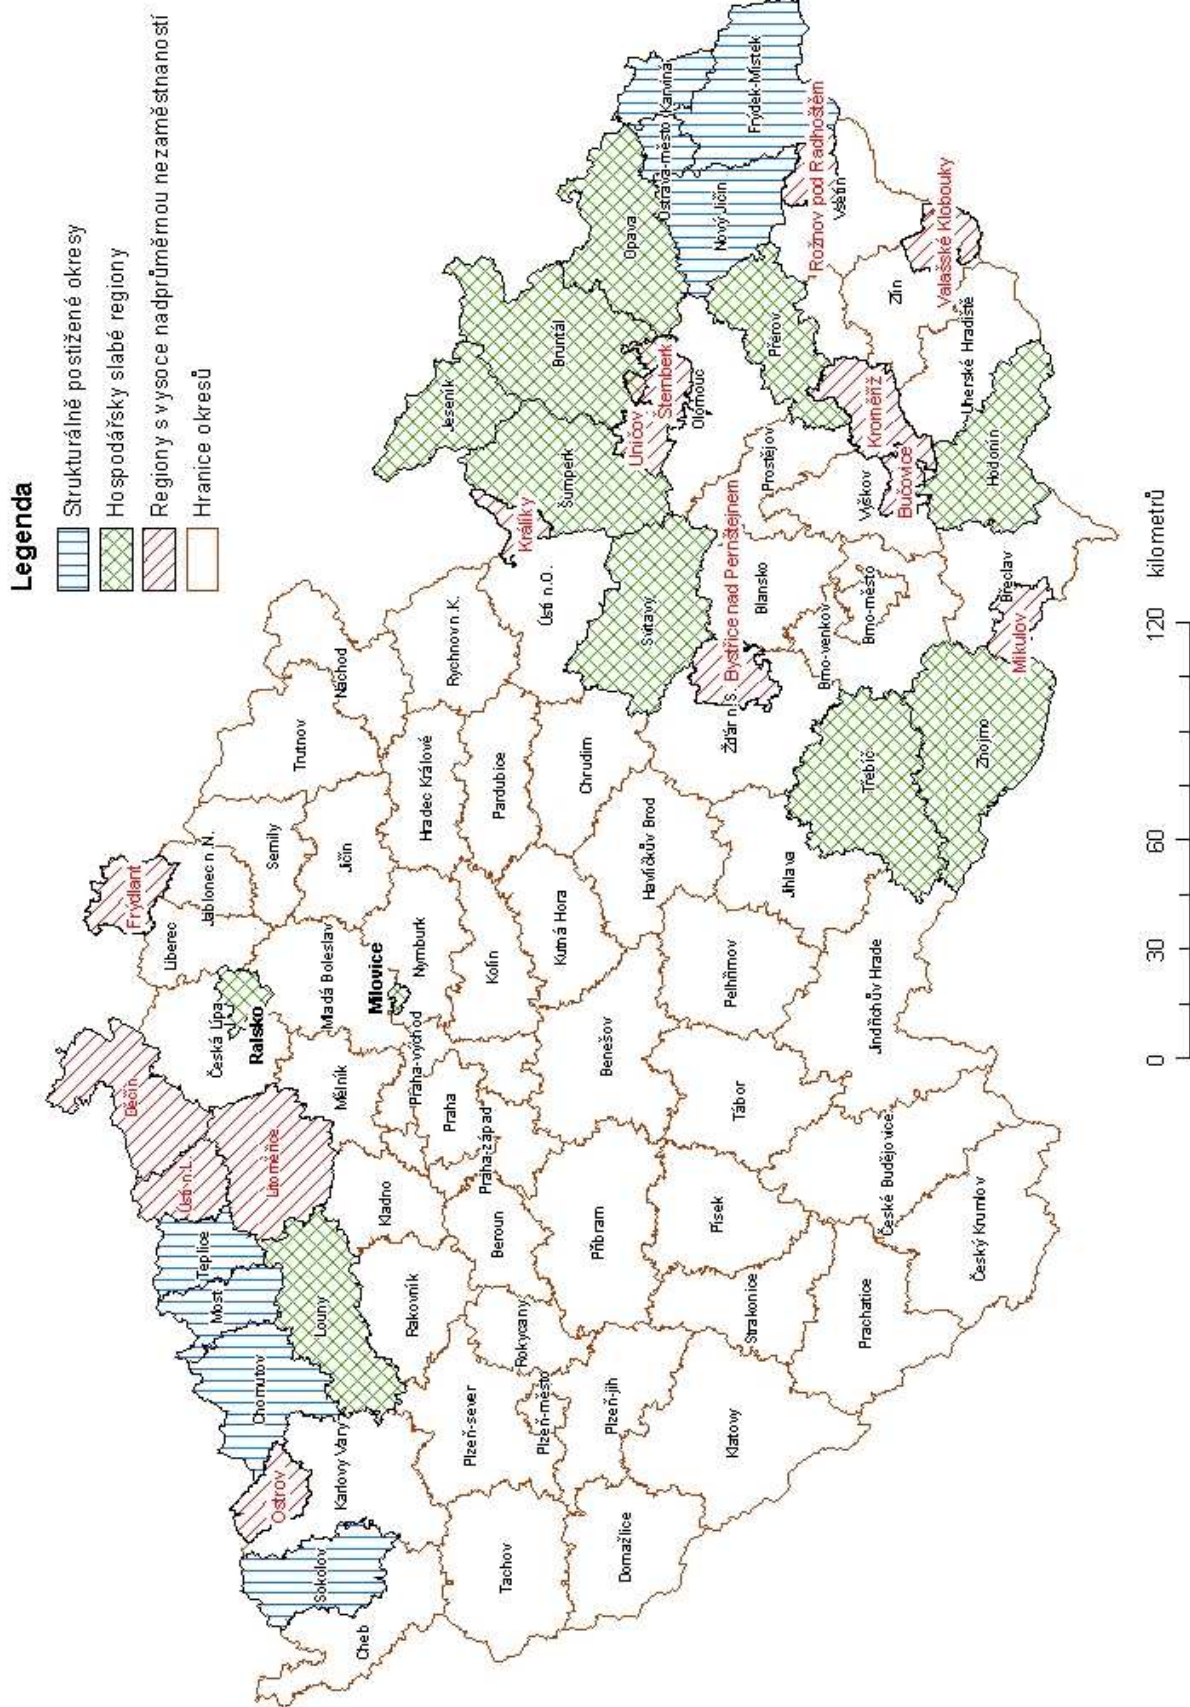 Legenda
Strukturálně postižené okresy
Hospodářsky slabé regiony
Regiony s vysoce nadprůměrnou nezaměstnaností
Hranice okresů
Frýdlant
Děčín
Liberec
Jablonec n.N.
Ústí n.L.
Česká Lípa
Ralsko
Semily
Trutnov
Teplice
Most
Litoměřice
Chomutov
Ostrov
Sokolov
Cheb
Karlovy Vary
Louny
Mělník
Mladá Boleslav
Jičín
Náchod
Milovice
Nymburk
Hradec Králové
Rychnov n.K.
Králíky
Jeseník
Rakovník
Kladno
Praha-východ
Praha
Praha-západ
Kolín
Pardubice
Ústí n.O.
Šumperk
Bruntál
Opava
Ostrava-město
Karviná
Frýdek-Místek
Nový Jičín
Tachov
Plzeň-sever
Plzeň-město
Rokycany
Beroun
Kutná Hora
Chrudim
Svitavy
Uničov
Šternberk
Olomouc
Přerov
Rožnov pod Radhoštěm
Vsetín
Domažlice
Plzeň-jih
Příbram
Benešov
Havlíčkův Brod
Žďár n.S.
Bystřice nad Pernštejnem
Blansko
Prostějov
Kroměříž
Zlín
Valašské Klobouky
Klatovy
Strakonice
Písek
Tábor
Pelhřimov
Jihlava
Třebíč
Brno-venkov
Brno-město
Vyškov
Bučovice
Uherské Hradiště
Hodonín
Prachatice
České Budějovice
Jindřichův Hrade
Znojmo
Mikulov
Břeclav
Český Krumlov
0 30 60 120 kilometrů